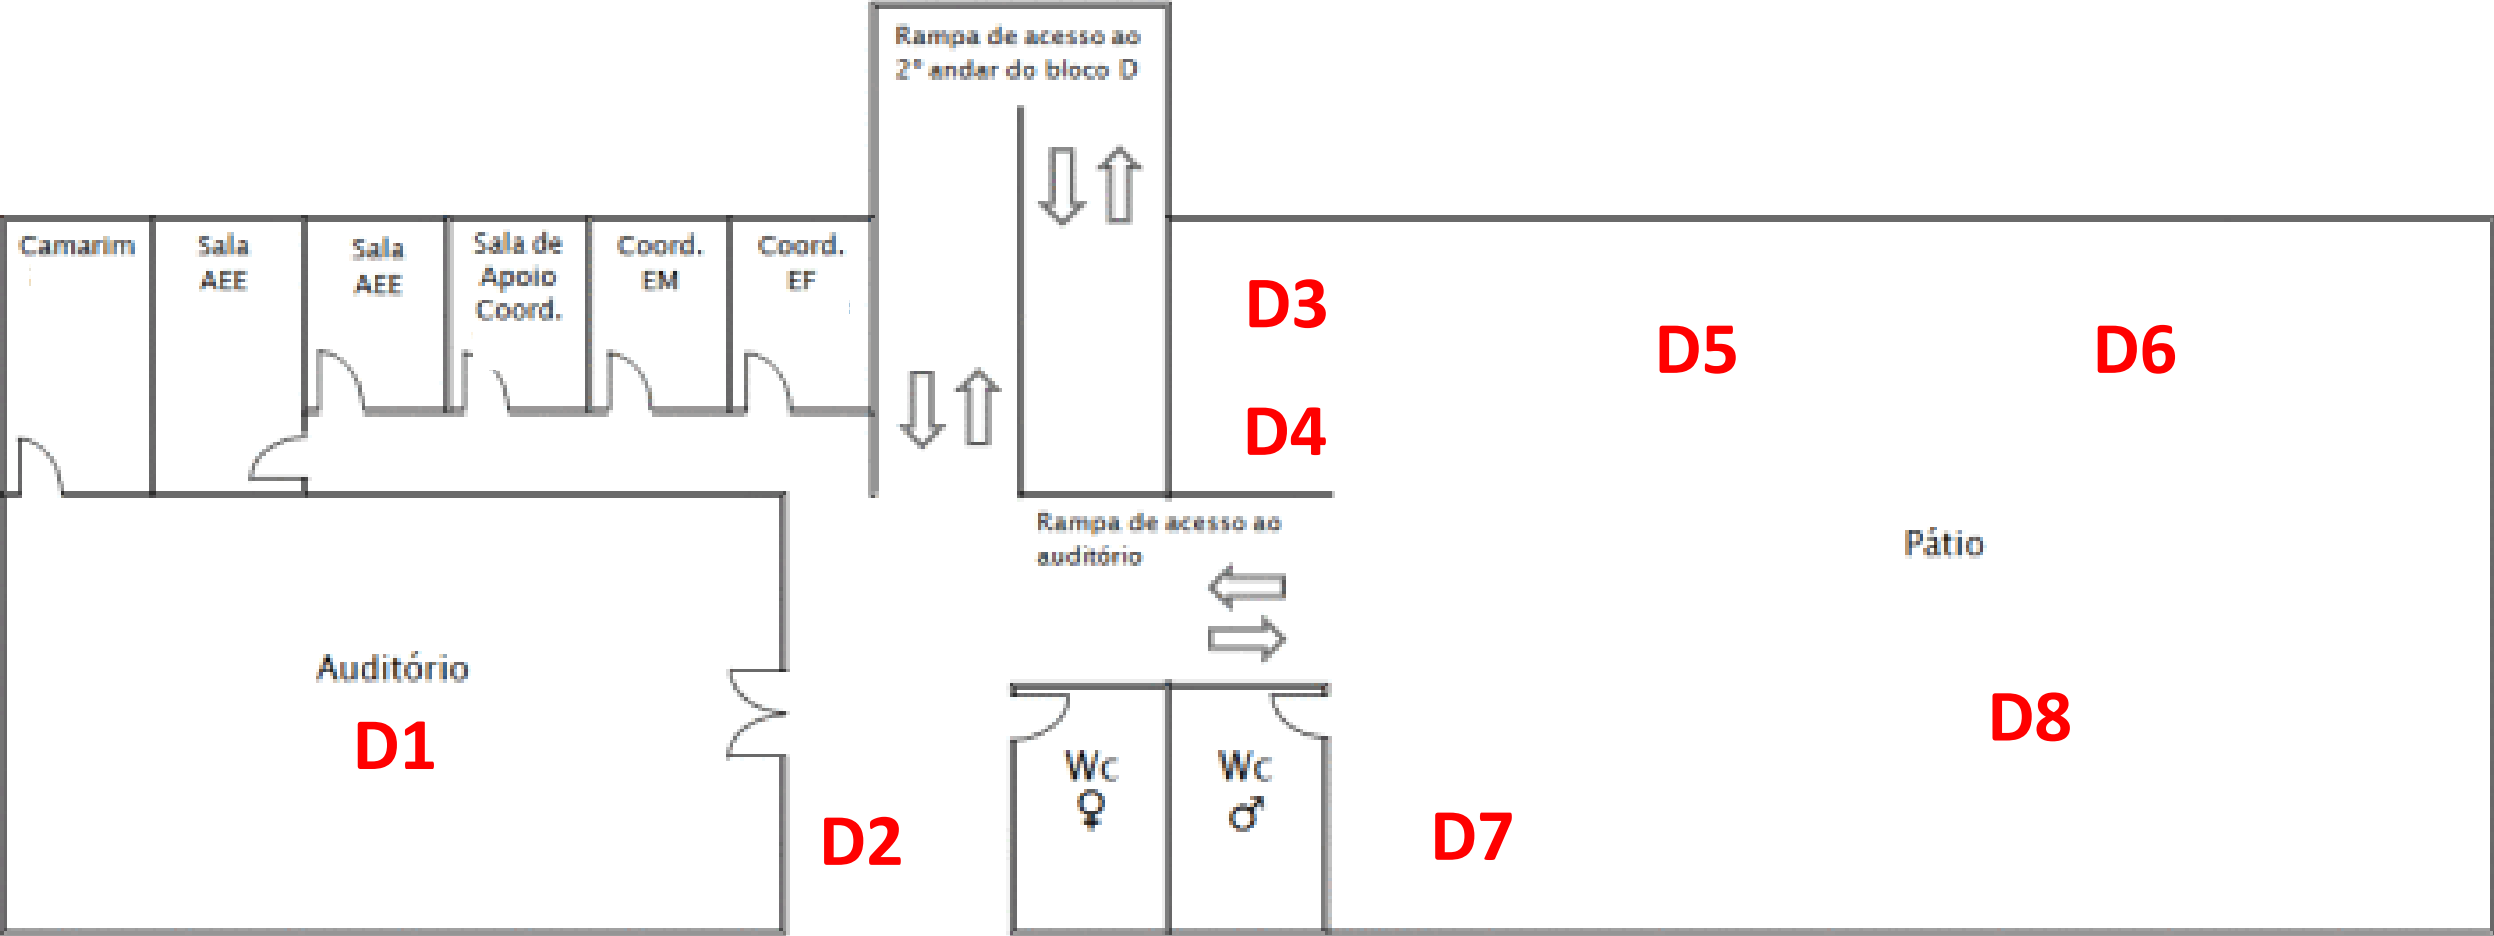 Rampa de acesso ao
2° andar do bloco D
Camarim
Sala
AEE
Sala
AEE
Sala de
Apoio
Coord.
Coord.
EM
Coord.
EF
D3
D4
D5
D6
Rampa de acesso ao
auditório
Pátio
Auditório
D1
D2
Wc
♀
Wc
♂
D7
D8